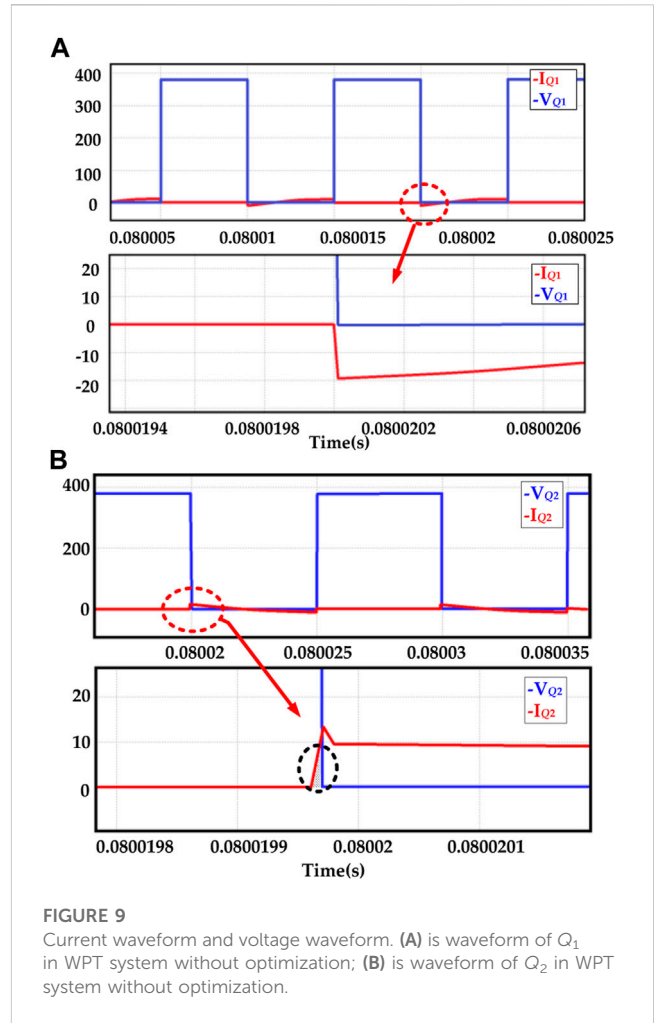 A
400
300
200
100
0
-IQ1
-VQ1
0.080005 0.08001 0.080015 0.08002 0.080025
20
10
0
-10
-20
-IQ1
-VQ1
0.0800194 0.0800198 0.0800202 0.0800206
Time(s)
B
400
200
0
-VQ2
-IQ2
0.08002 0.080025 0.08003 0.080035
20
10
0
-VQ2
-IQ2
0.0800198 0.0800199 0.08002 0.0800201
Time(s)
FIGURE 9
Current waveform and voltage waveform. (A) is waveform of Q1
in WPT system without optimization; (B) is waveform of Q2 in WPT
system without optimization.